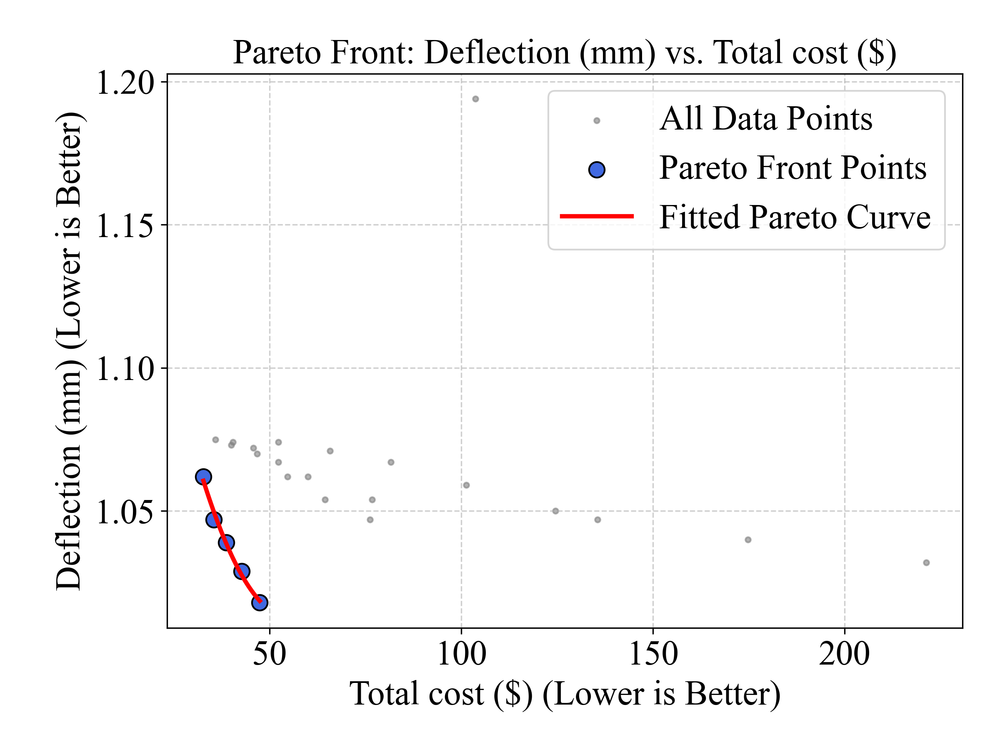 Pareto Front: Deflection (mm) vs. Total cost ($)
1.20
1.15
1.10
1.05
Deflection (mm) (Lower is Better)
All Data Points
Pareto Front Points
Fitted Pareto Curve
50
100
150
200
Total cost ($) (Lower is Better)